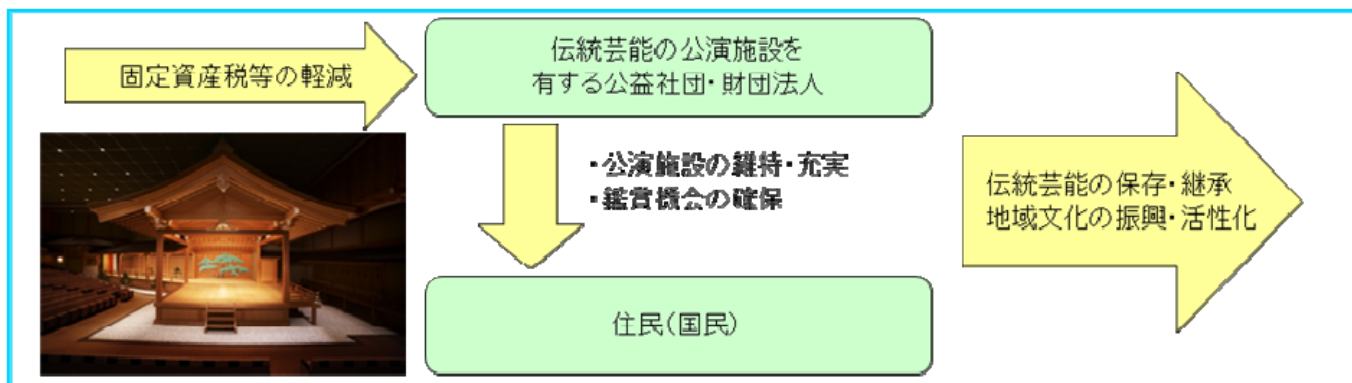 固定資産税等の軽減
伝統芸能の公演施設を
有する公益社団・財団法人
・公演施設の維持・充実
・鑑賞機会の確保
住民(国民)
伝統芸能の保存・継承
地域文化の振興・活性化